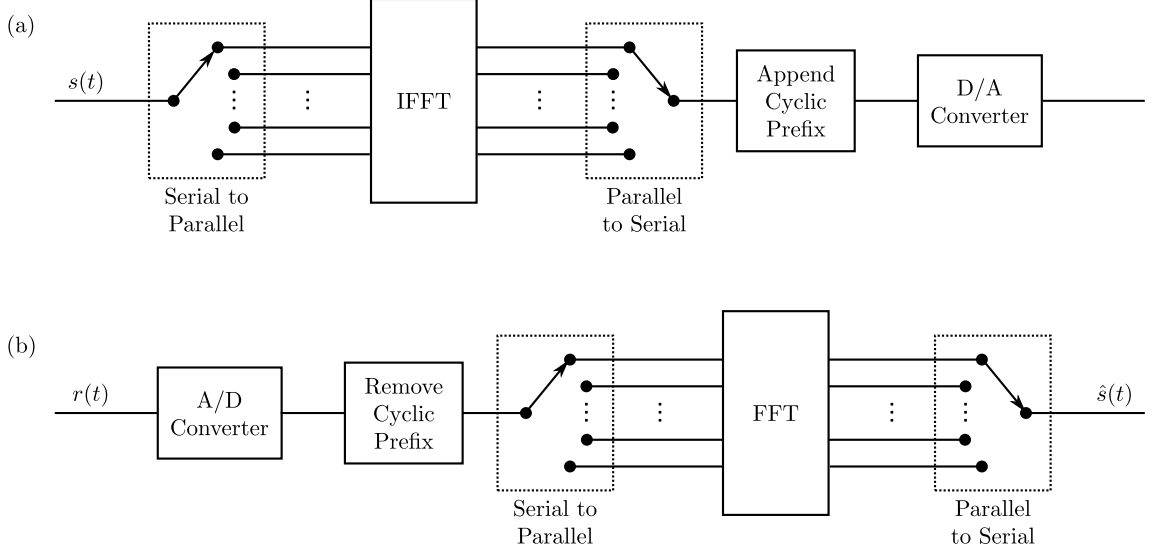 (a)
s(t)
Serial to
Parallel
⋮
⋮
IFFT
⋮
⋮
Parallel
to Serial
Append
Cyclic
Prefix
D/A
Converter
(b)
r(t)
A/D
Converter
Remove
Cyclic
Prefix
⋮
Serial to
Parallel
⋮
FFT
⋮
⋮
Parallel
to Serial
ŝ(t)